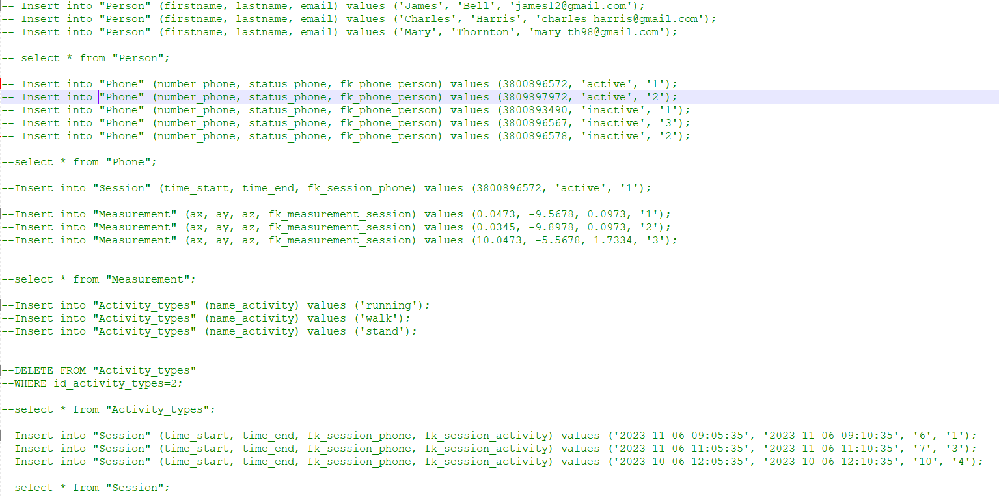 -- Insert into "Person" (firstname, lastname, email) values ('James', 'Bell', 'james12@gmail.com');
-- Insert into "Person" (firstname, lastname, email) values ('Charles', 'Harris', 'charles_harris@gmail.com');
-- Insert into "Person" (firstname, lastname, email) values ('Mary', 'Thornton', 'mary_th98@gmail.com');
-- select * from "Person";
-- Insert into "Phone" (number_phone, status_phone, fk_phone_person) values (3800896572, 'active', '1');
-- Insert into "Phone" (number_phone, status_phone, fk_phone_person) values (3809897972, 'active', '2');
-- Insert into "Phone" (number_phone, status_phone, fk_phone_person) values (3800893490, 'inactive', '1');
-- Insert into "Phone" (number_phone, status_phone, fk_phone_person) values (3800896567, 'inactive', '3');
-- Insert into "Phone" (number_phone, status_phone, fk_phone_person) values (3800896578, 'inactive', '2');
--select * from "Phone";
--Insert into "Session" (time_start, time_end, fk_session_phone) values (3800896572, 'active', '1');
--Insert into "Measurement" (ax, ay, az, fk_measurement_session) values (0.0473, -9.5678, 0.0973, '1');
--Insert into "Measurement" (ax, ay, az, fk_measurement_session) values (0.0345, -9.8978, 0.0973, '2');
--Insert into "Measurement" (ax, ay, az, fk_measurement_session) values (10.0473, -5.5678, 1.7334, '3');
--select * from "Measurement";
--Insert into "Activity_types" (name_activity) values ('running');
--Insert into "Activity_types" (name_activity) values ('walk');
--Insert into "Activity_types" (name_activity) values ('stand');
--DELETE FROM "Activity_types"
--WHERE id_activity_types=2;
--select * from "Activity_types";
--Insert into "Session" (time_start, time_end, fk_session_phone, fk_session_activity) values ('2023-11-06 09:05:35', '2023-11-06 09:10:35', '6', '1');
--Insert into "Session" (time_start, time_end, fk_session_phone, fk_session_activity) values ('2023-11-06 11:05:35', '2023-11-06 11:10:35', '7', '3');
--Insert into "Session" (time_start, time_end, fk_session_phone, fk_session_activity) values ('2023-10-06 12:05:35', '2023-10-06 12:10:35', '10', '4');
--select * from "Session";